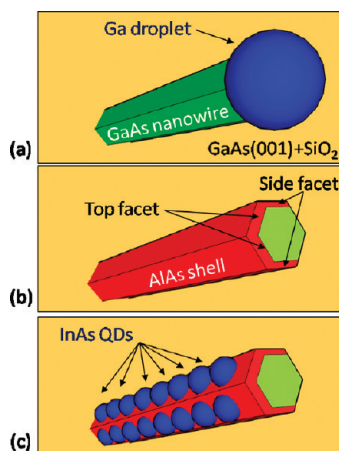 Ga droplet
GaAs nanowire
(a)
GaAs(001)+SiO₂
Side facet
Top facet
AlAs shell
(b)
InAs QDs
(c)